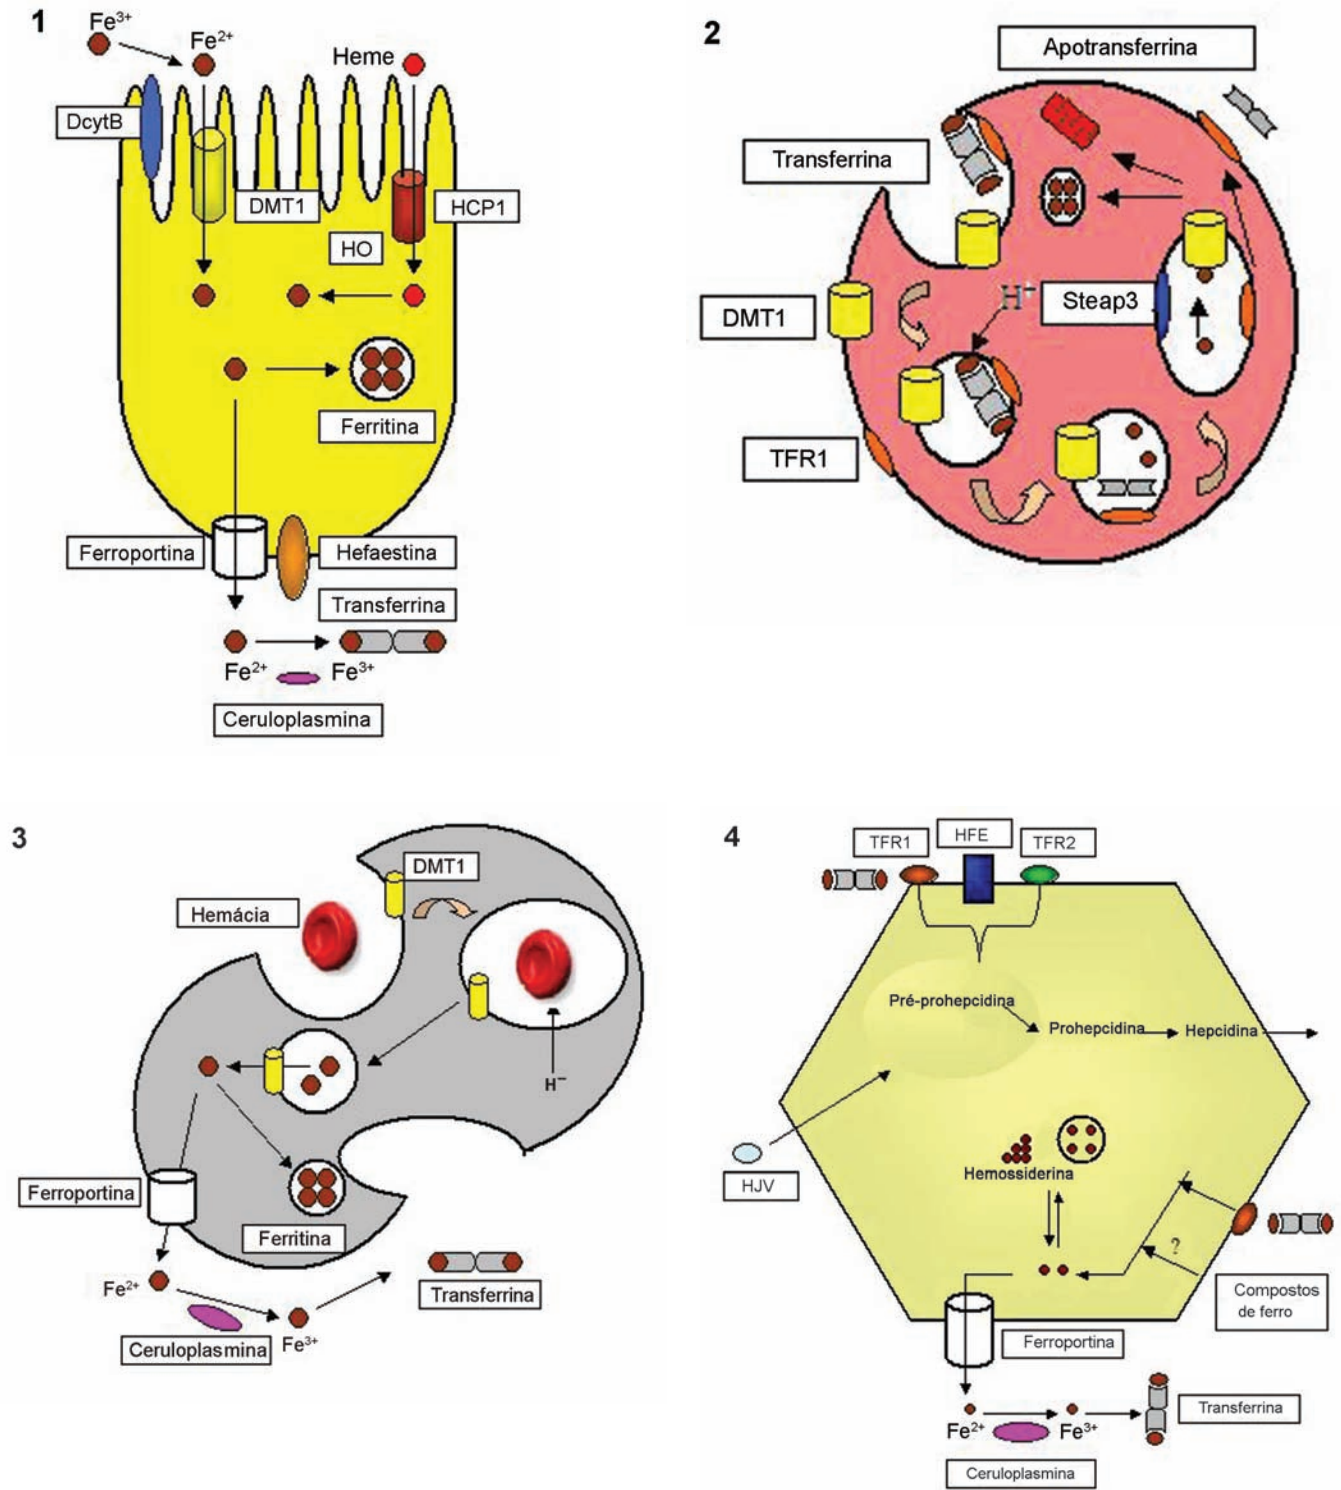 1
Fe³⁺
Fe²⁺
Heme
DcytB
DMT1
HCP1
HO
Ferritina
Ferroportina
Hefaestina
Transferrina
Fe²⁺
Fe³⁺
Ceruloplasmina
2
Apotransferrina
Transferrina
DMT1
H⁺
Steap3
TFR1
3
DMT1
Hemácia
H⁻
Ferroportina
Ferritina
Fe²⁺
Transferrina
Ceruloplasmina
Fe³⁺
4
TFR1
HFE
TFR2
Pré-prohepcidina
Prohepcidina
Hepcidina
HJV
Hemossiderina
?
Compostos
de ferro
Ferroportina
Fe²⁺
Fe³⁺
Transferrina
Ceruloplasmina